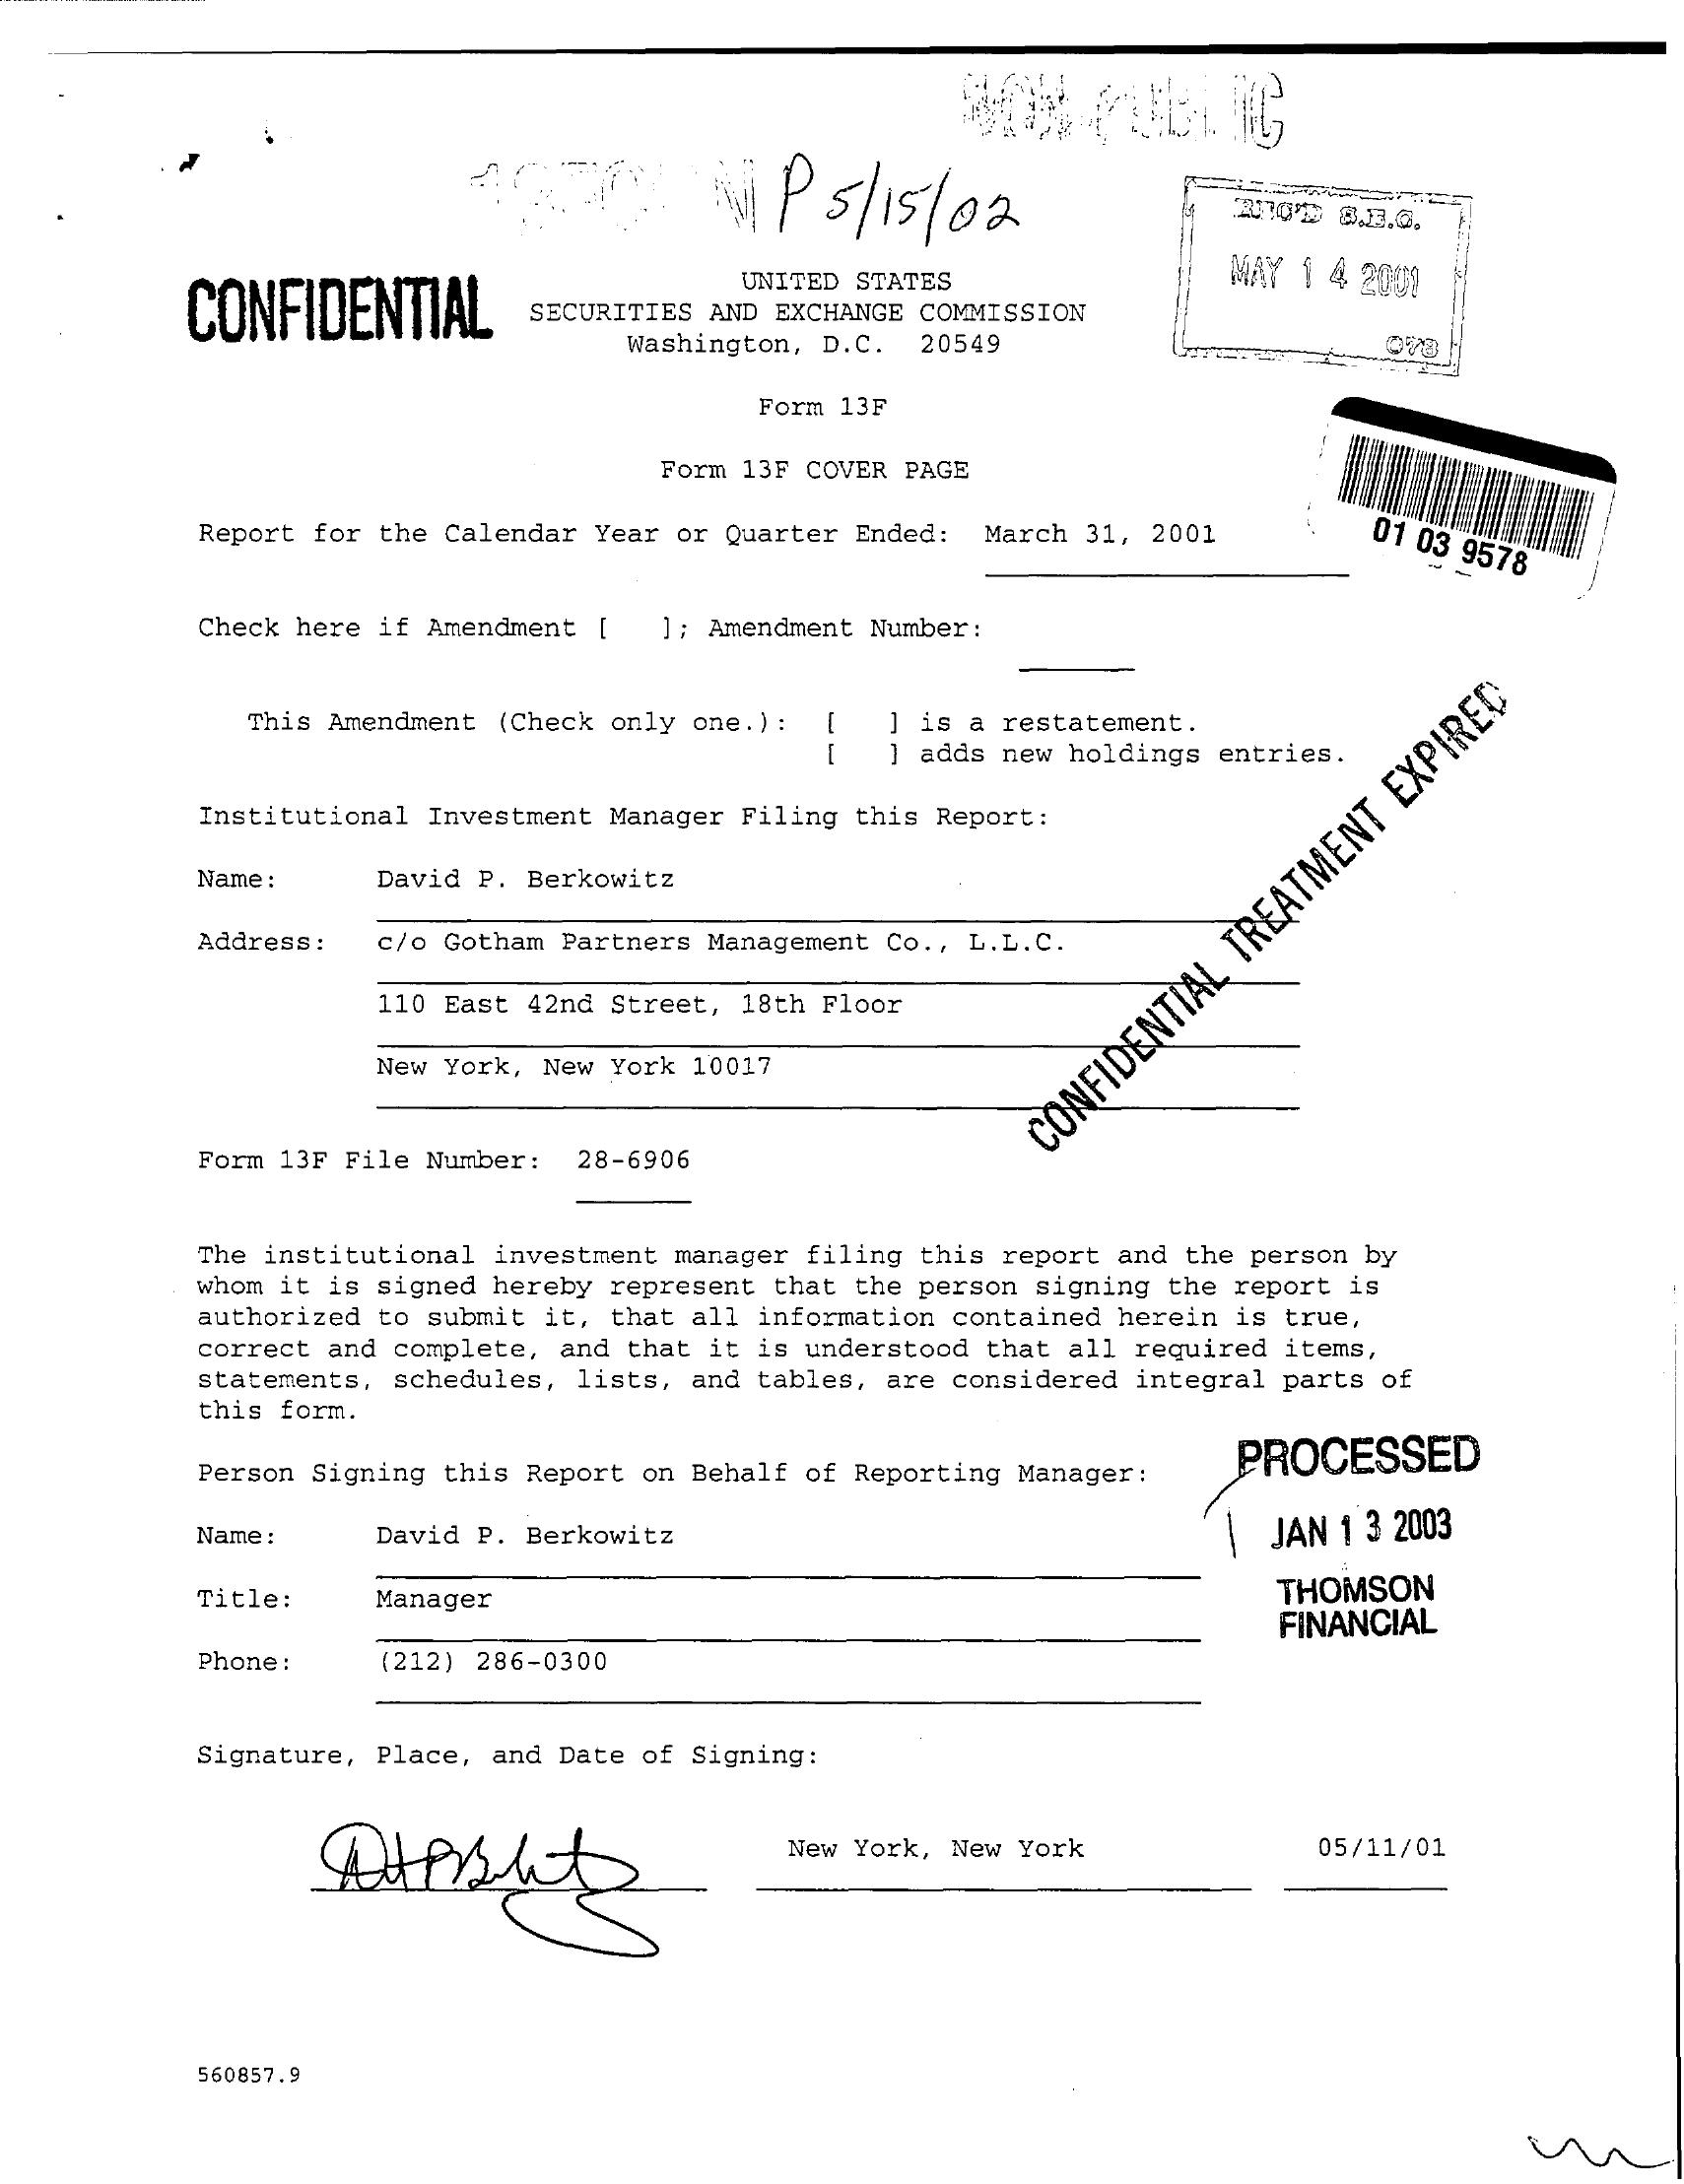 PUBLIC
P 5/15/02
REC'D S.E.C.
MAY 14 2001
078
CONFIDENTIAL
UNITED STATES
SECURITIES AND EXCHANGE COMMISSION
Washington, D.C. 20549
Form 13F
Form 13F COVER PAGE
01 03 9578
Report for the Calendar Year or Quarter Ended: March 31, 2001
Check here if Amendment [ ]; Amendment Number:
This Amendment (Check only one.): [ ] is a restatement.
[ ] adds new holdings entries.
CONFIDENTIAL TREATMENT EXPIRED
Institutional Investment Manager Filing this Report:
Name: David P. Berkowitz
Address: c/o Gotham Partners Management Co., L.L.C.
110 East 42nd Street, 18th Floor
New York, New York 10017
Form 13F File Number: 28-6906
The institutional investment manager filing this report and the person by
whom it is signed hereby represent that the person signing the report is
authorized to submit it, that all information contained herein is true,
correct and complete, and that it is understood that all required items,
statements, schedules, lists, and tables, are considered integral parts of
this form.
Person Signing this Report on Behalf of Reporting Manager:
PROCESSED
JAN 13 2003
THOMSON
FINANCIAL
Name: David P. Berkowitz
Title: Manager
Phone: (212) 286-0300
Signature, Place, and Date of Signing:
New York, New York 05/11/01
560857.9